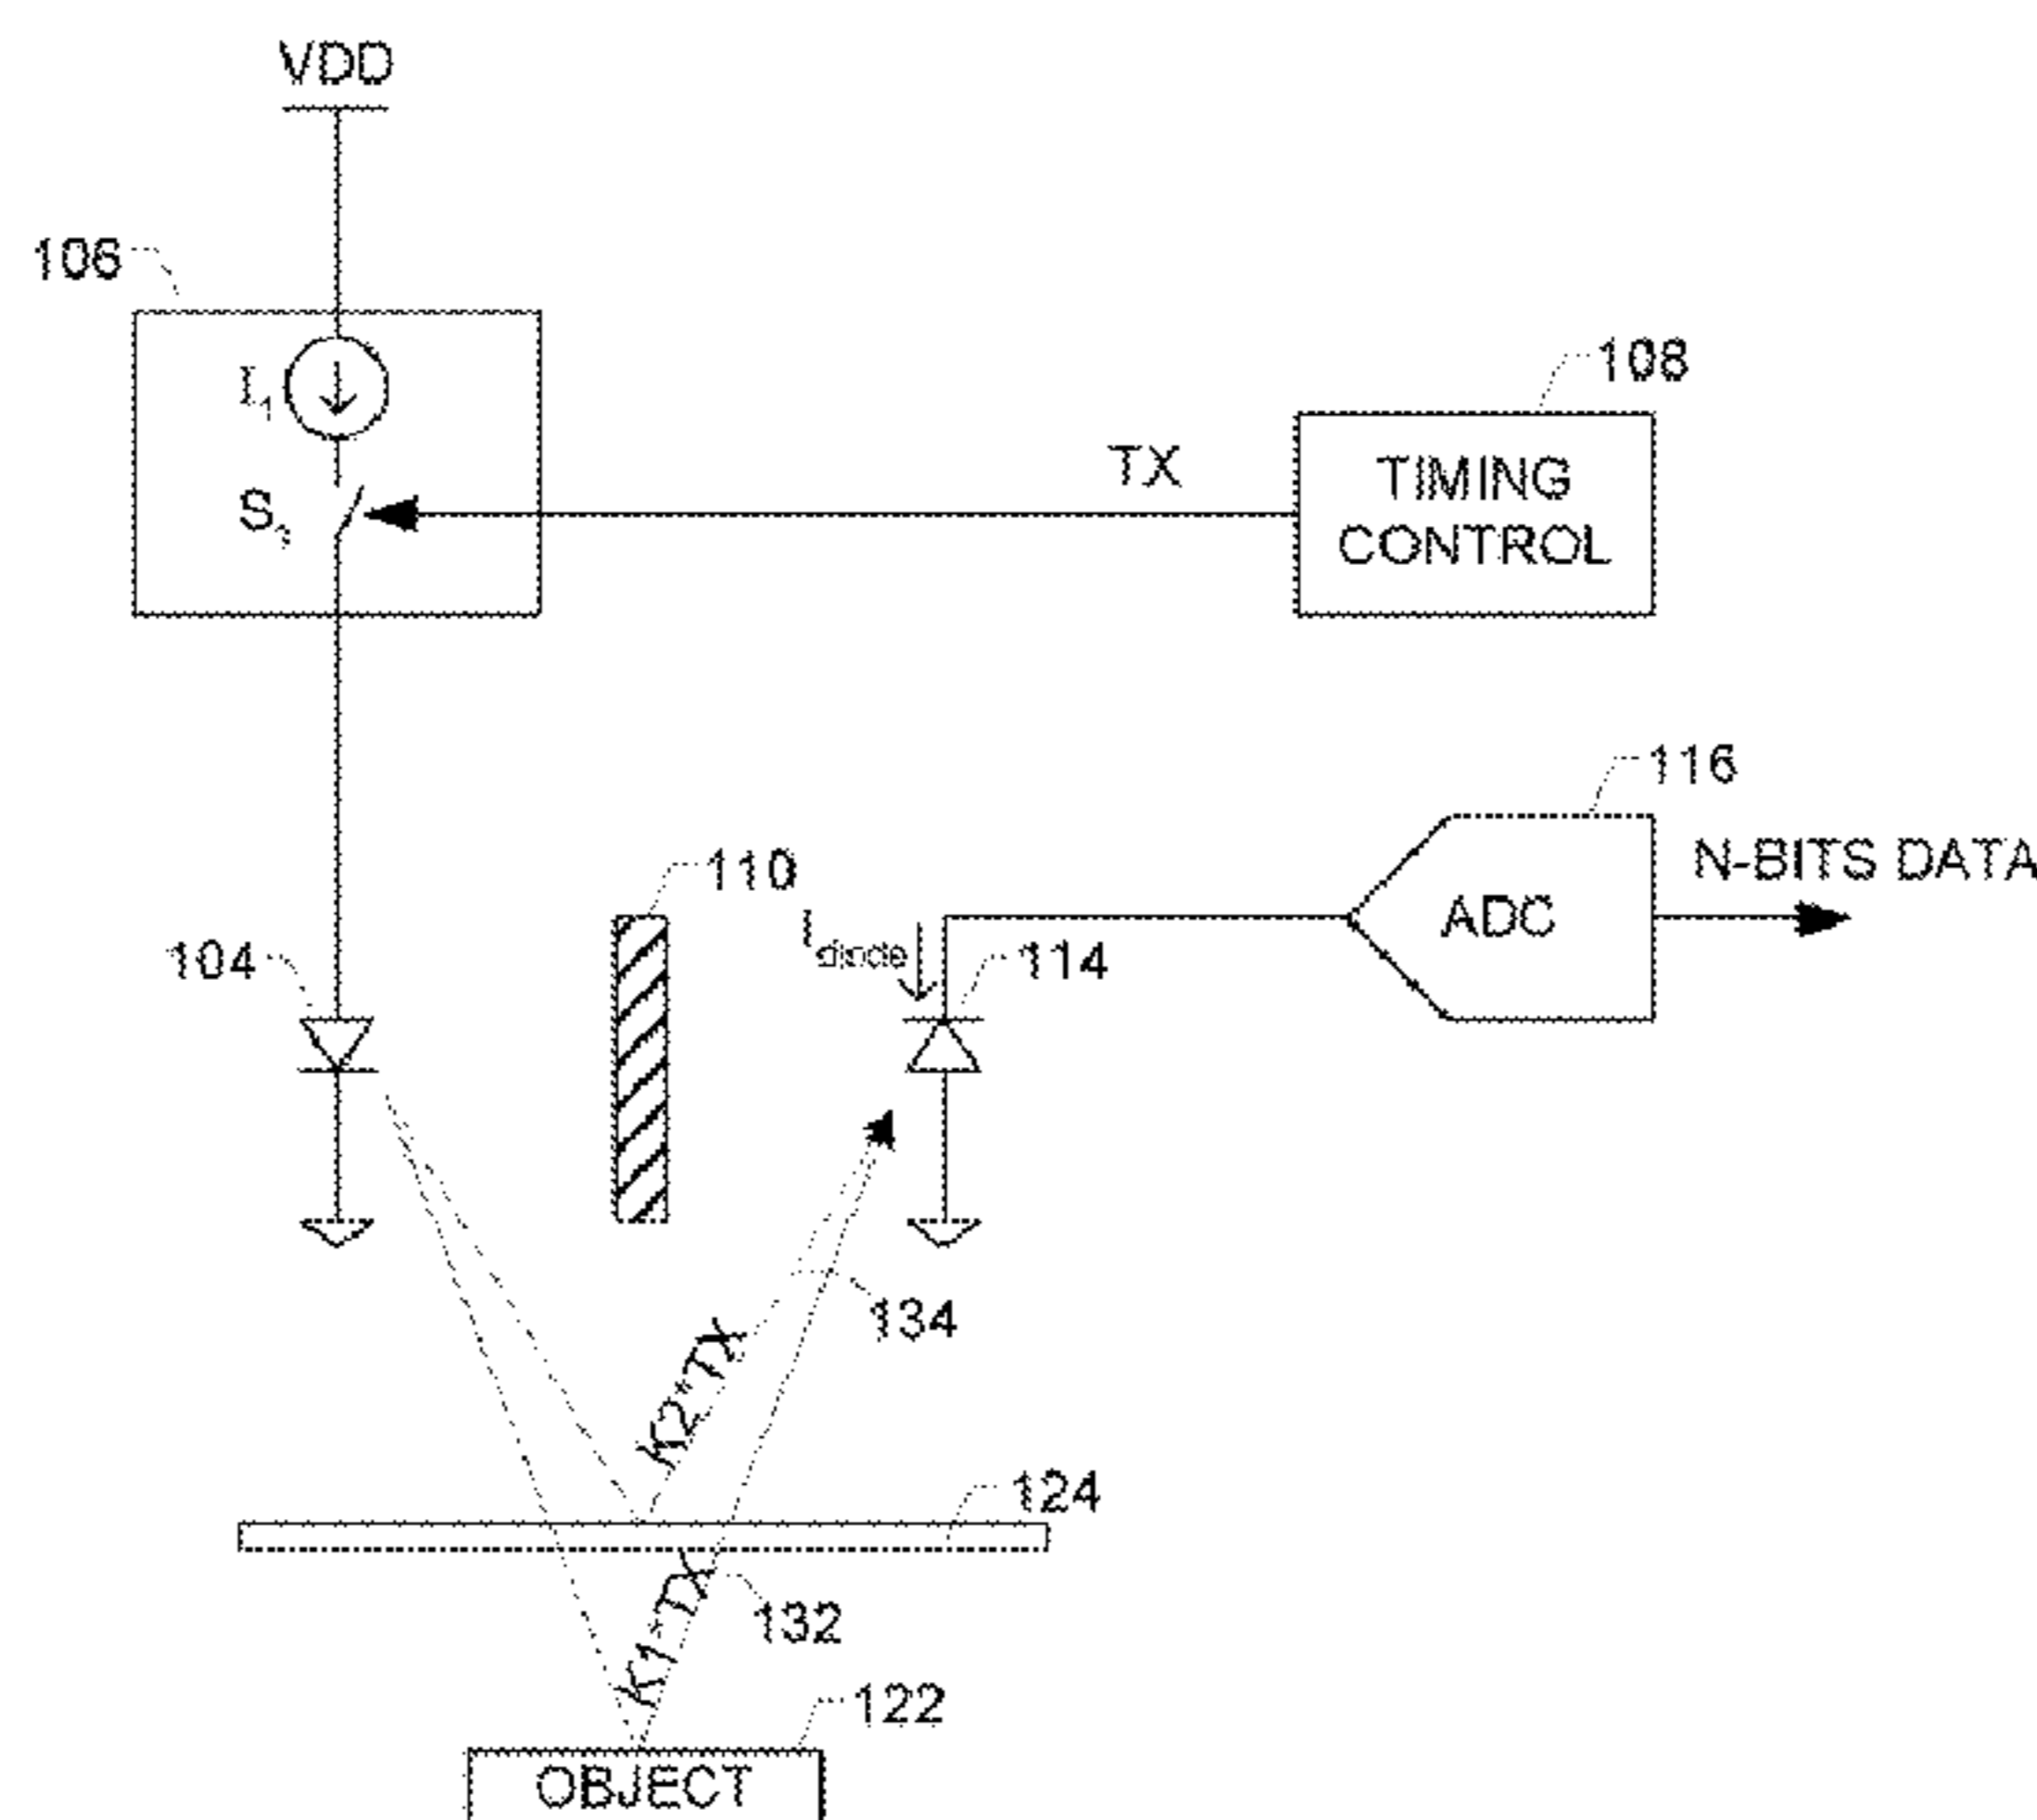 VDD
106
I1
108
TX
TIMING
CONTROL
116
N-BITS DATA
110
Idiode
ADC
104
114
134
K2*TX
124
K1*TX
132
122
OBJECT